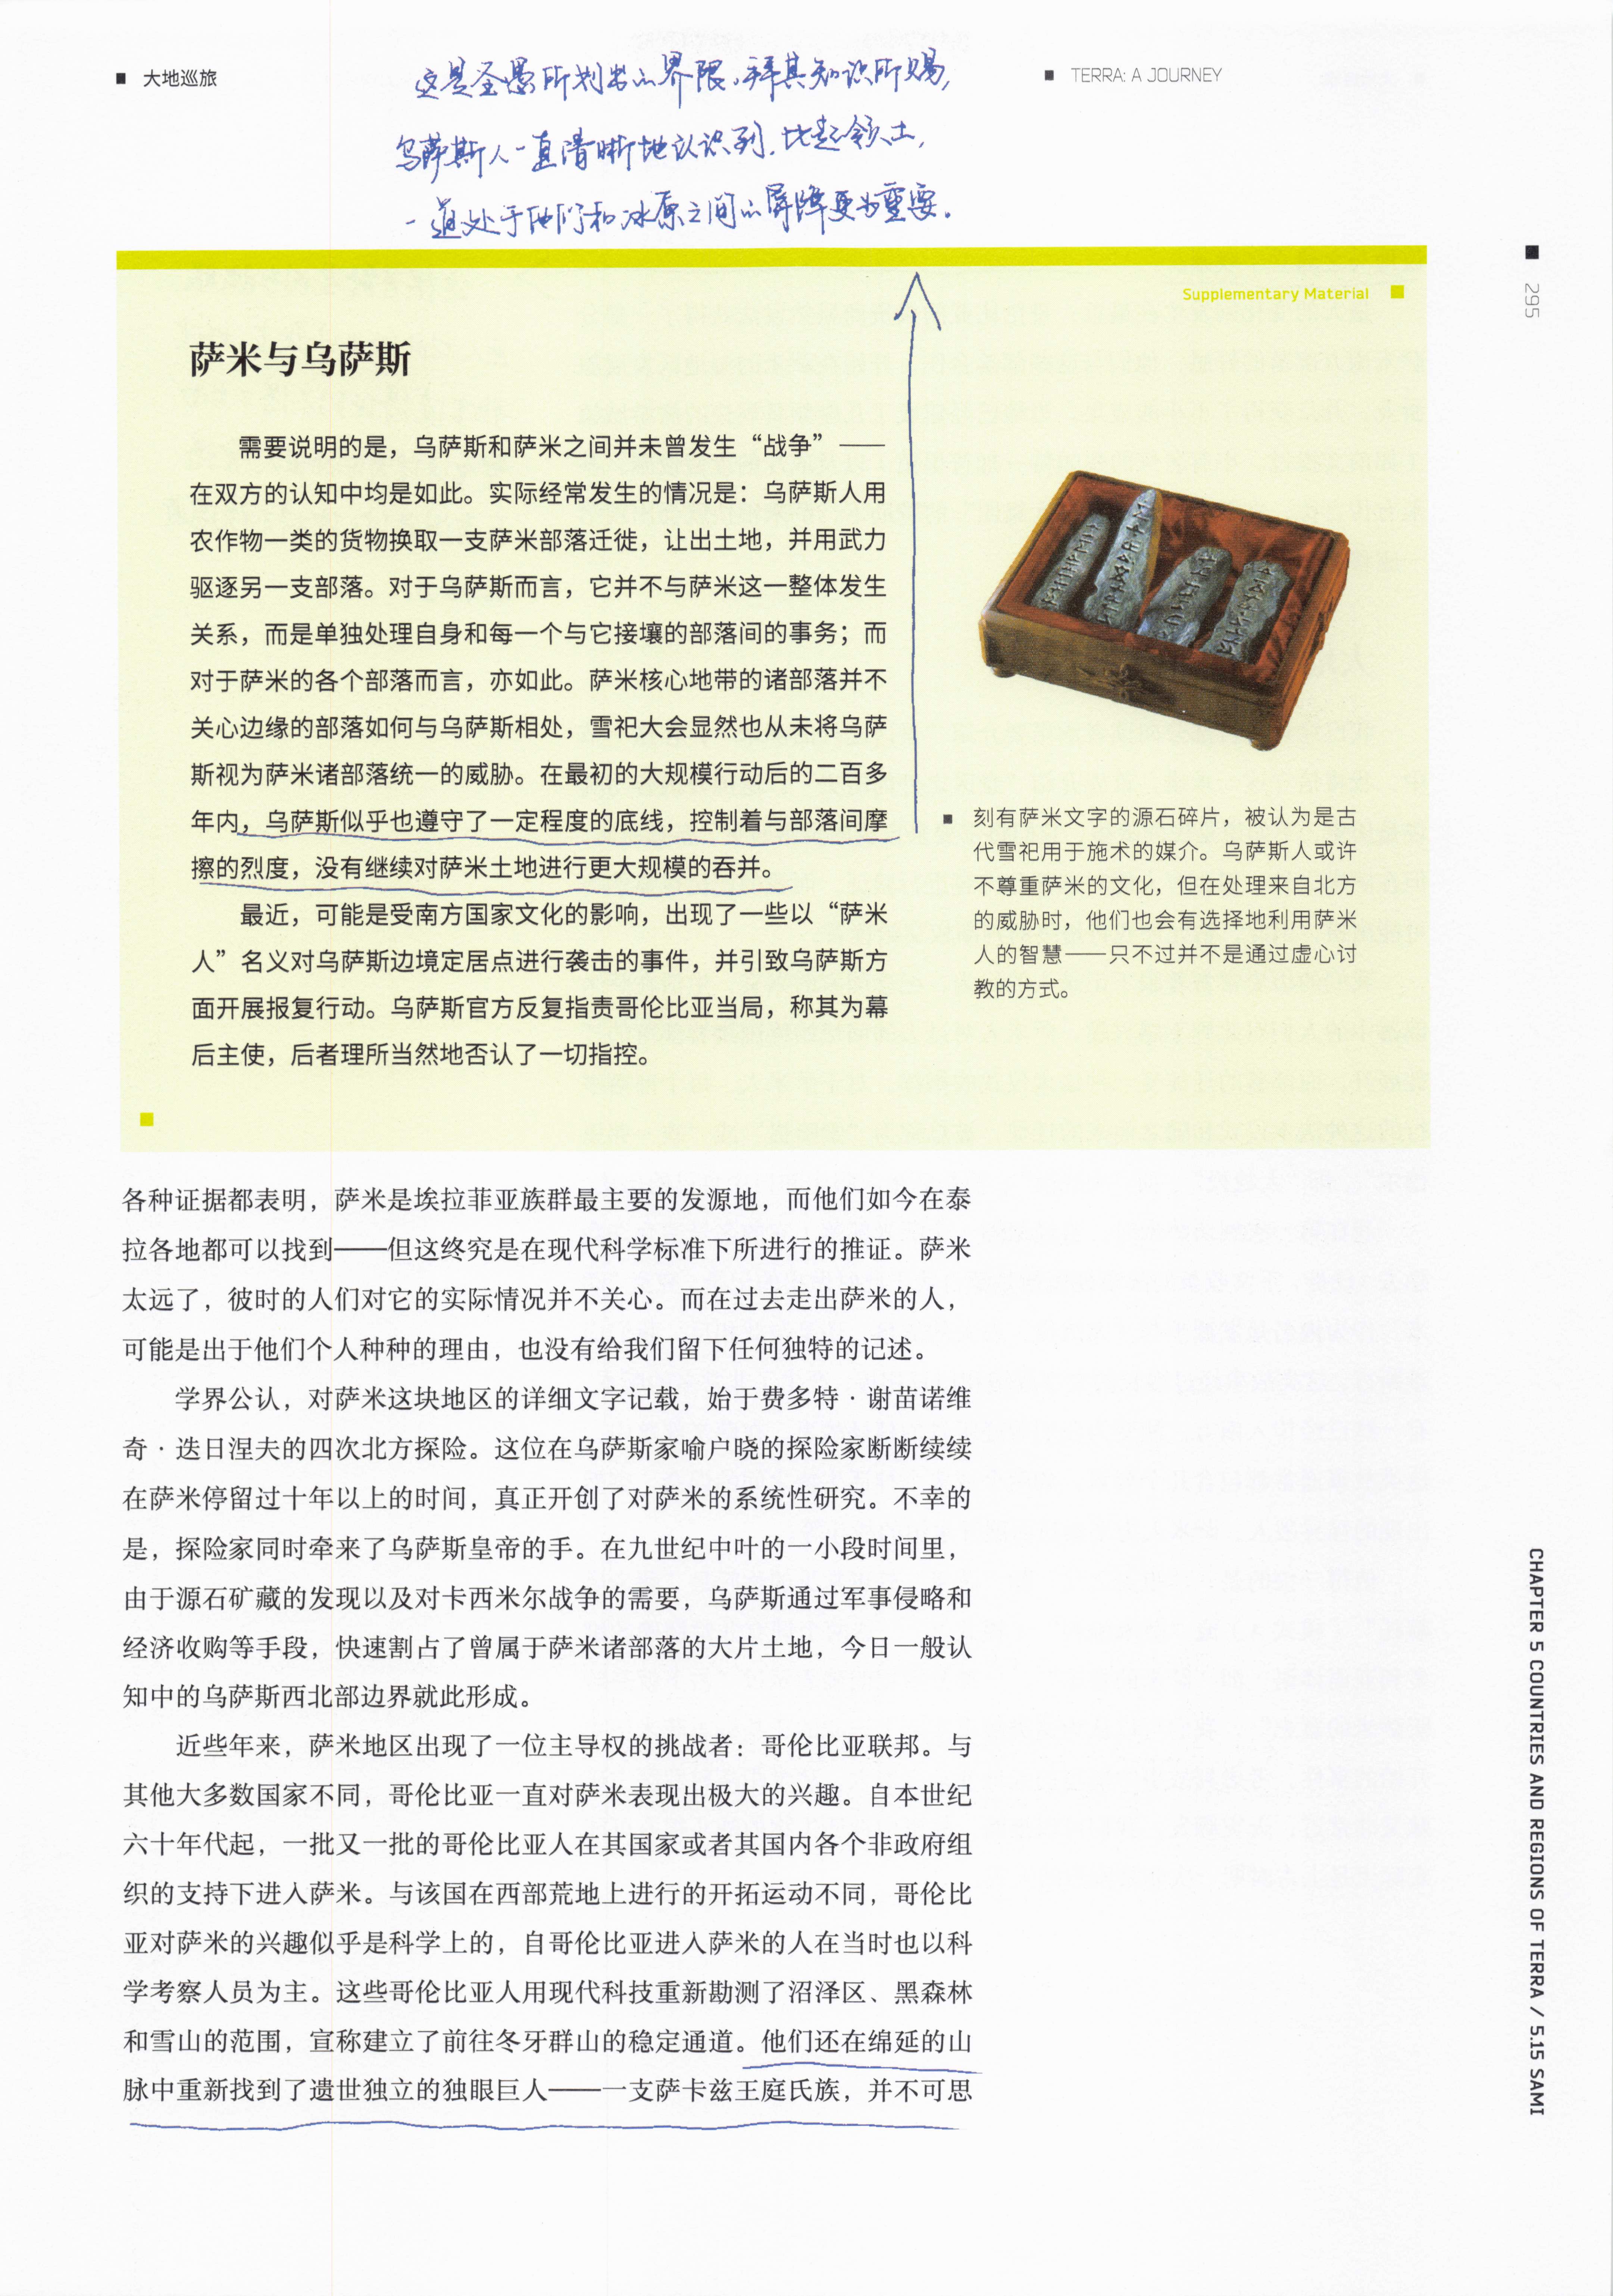 大地巡旅
这是圣愚所划出的界限，拜其知识所赐，
乌萨斯人一直清晰地认识到，比起领土，
一道处于他们和冰原之间的屏障更为重要。
TERRA: A JOURNEY
295
Supplementary Material
萨米与乌萨斯
需要说明的是，乌萨斯和萨米之间并未曾发生“战争”——
在双方的认知中均是如此。实际经常发生的情况是：乌萨斯人用
农作物一类的货物换取一支萨米部落迁徙，让出土地，并用武力
驱逐另一支部落。对于乌萨斯而言，它并不与萨米这一整体发生
关系，而是单独处理自身和每一个与它接壤的部落间的事务；而
对于萨米的各个部落而言，亦如此。萨米核心地带的诸部落并不
关心边缘的部落如何与乌萨斯相处，雪祀大会显然也从未将乌萨
斯视为萨米诸部落统一的威胁。在最初的大规模行动后的二百多
年内，乌萨斯似乎也遵守了一定程度的底线，控制着与部落间摩
擦的烈度，没有继续对萨米土地进行更大规模的吞并。
最近，可能是受南方国家文化的影响，出现了一些以“萨米
人”名义对乌萨斯边境定居点进行袭击的事件，并引致乌萨斯方
面开展报复行动。乌萨斯官方反复指责哥伦比亚当局，称其为幕
后主使，后者理所当然地否认了一切指控。
刻有萨米文字的源石碎片，被认为是古
代雪祀用于施术的媒介。乌萨斯人或许
不尊重萨米的文化，但在处理来自北方
的威胁时，他们也会有选择地利用萨米
人的智慧——只不过并不是通过虚心讨
教的方式。
各种证据都表明，萨米是埃拉菲亚族群最主要的发源地，而他们如今在泰
拉各地都可以找到——但这终究是在现代科学标准下所进行的推证。萨米
太远了，彼时的人们对它的实际情况并不关心。而在过去走出萨米的人，
可能是出于他们个人种种的理由，也没有给我们留下任何独特的记述。
学界公认，对萨米这块地区的详细文字记载，始于费多特·谢苗诺维
奇·迭日涅夫的四次北方探险。这位在乌萨斯家喻户晓的探险家断断续续
在萨米停留过十年以上的时间，真正开创了对萨米的系统性研究。不幸的
是，探险家同时牵来了乌萨斯皇帝的手。在九世纪中叶的一小段时间里，
由于源石矿藏的发现以及对卡西米尔战争的需要，乌萨斯通过军事侵略和
经济收购等手段，快速割占了曾属于萨米诸部落的大片土地，今日一般认
知中的乌萨斯西北部边界就此形成。
近些年来，萨米地区出现了一位主导权的挑战者：哥伦比亚联邦。与
其他大多数国家不同，哥伦比亚一直对萨米表现出极大的兴趣。自本世纪
六十年代起，一批又一批的哥伦比亚人在其国家或者其国内各个非政府组
织的支持下进入萨米。与该国在西部荒地上进行的开拓运动不同，哥伦比
亚对萨米的兴趣似乎是科学上的，自哥伦比亚进入萨米的人在当时也以科
学考察人员为主。这些哥伦比亚人用现代科技重新勘测了沼泽区、黑森林
和雪山的范围，宣称建立了前往冬牙群山的稳定通道。他们还在绵延的山
脉中重新找到了遗世独立的独眼巨人——一支萨卡兹王庭氏族，并不可思
CHAPTER 5 COUNTRIES AND REGIONS OF TERRA / 5.15 SAMI